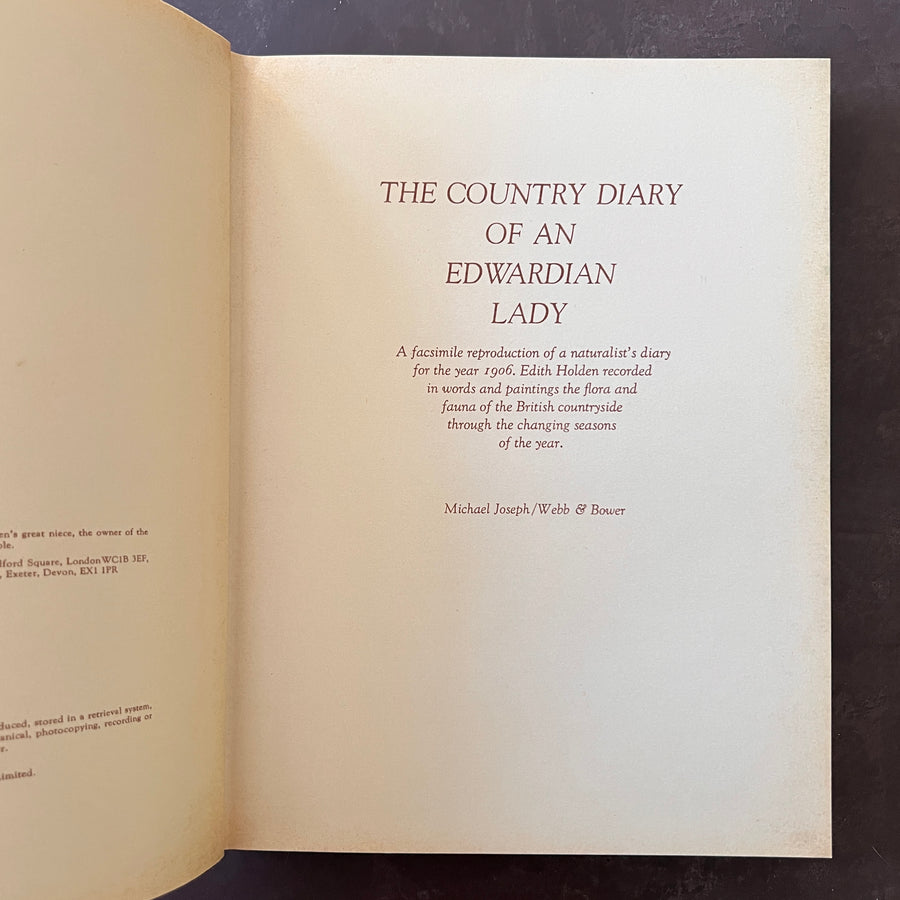 en's great niece, the owner of the
ble.
dford Square, London WC1B 3EF,
, Exeter, Devon, EX1 1PR
duced, stored in a retrieval system,
anical, photocopying, recording or
r.
Limited.
THE COUNTRY DIARY
OF AN
EDWARDIAN
LADY
A facsimile reproduction of a naturalist's diary
for the year 1906. Edith Holden recorded
in words and paintings the flora and
fauna of the British countryside
through the changing seasons
of the year.
Michael Joseph/Webb & Bower